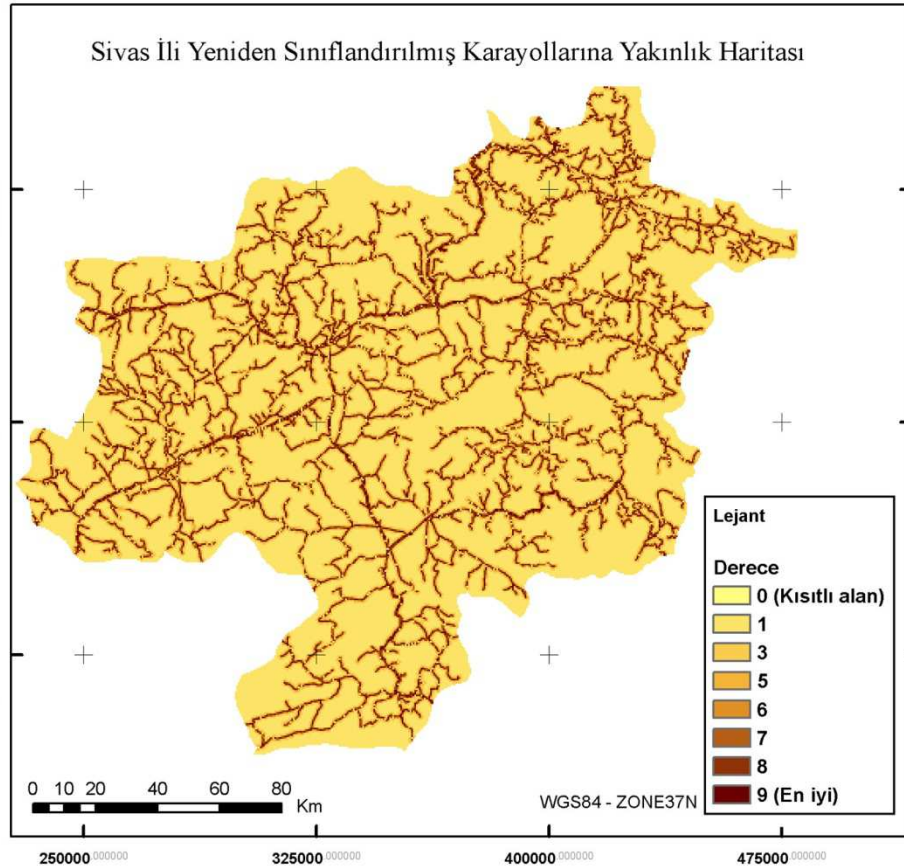 Sivas İli Yeniden Sınıflandırılmış Karayollarına Yakınlık Haritası
Lejant
Derece
0 (Kısıtlı alan)
1
3
5
6
7
8
9 (En iyi)
0 10 20 40 60 80
Km
WGS84 - ZONE37N
250000.000000 325000.000000 400000.000000 475000.000000